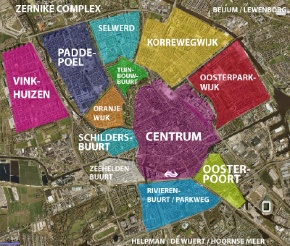 ZERNIKE COMPLEX
BEIJUM / LEWENBORG
SELWERD
KORREWEGWIJK
PADDE-
POEL
VINK-
HUIZEN
TUIN-
BOUW-
BUURT
OOSTERPARK-
WIJK
ORANJE-
WIJK
SCHILDERS-
BUURT
CENTRUM
ZEEHELDEN
BUURT
OOSTER-
POORT
RIVIEREN-
BUURT / PARKWEG
HELPMAN / DE WIJERT / HOORNSE MEER